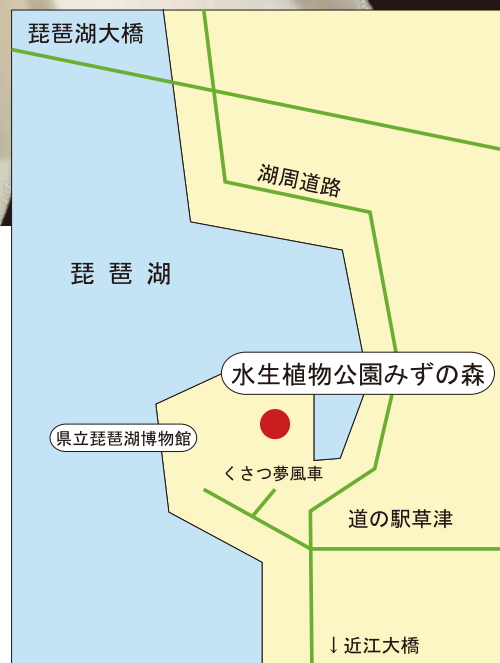 琵琶湖大橋
湖周道路
琵琶湖
水生植物公園みずの森
県立琵琶湖博物館
くさつ夢風車
道の駅草津
↓近江大橋